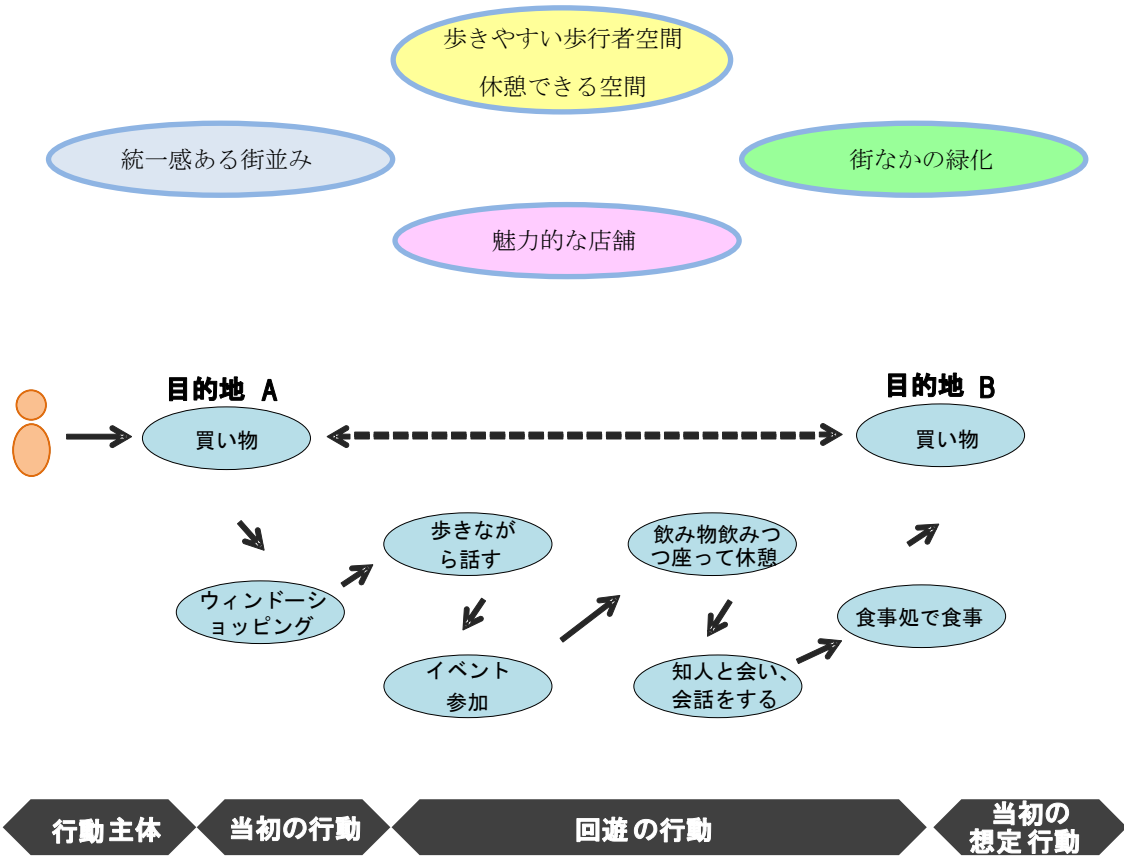 歩きやすい歩行者空間
休憩できる空間
統一感ある街並み
街なかの緑化
魅力的な店舗
目的地 A
目的地 B
買い物
買い物
歩きなが
ら話す
飲み物飲みつ
つ座って休憩
ウィンドーシ
ョッピング
食事処で食事
イベント
参加
知人と会い、
会話をする
行動主体
当初の行動
回遊の行動
当初の
想定行動